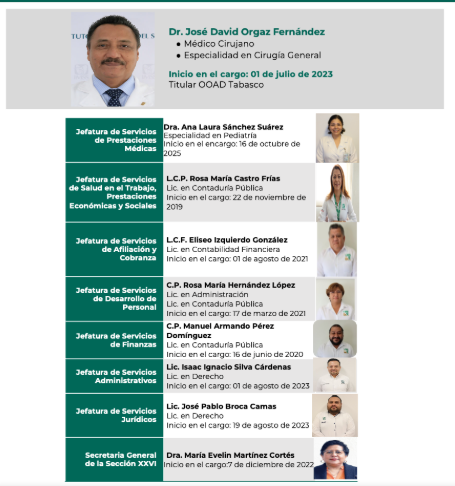 Dr. José David Orgaz Fernández
● Médico Cirujano
● Especialidad en Cirugía General
Inicio en el cargo: 01 de julio de 2023
Titular OOAD Tabasco
Jefatura de Servicios
de Prestaciones
Médicas
Dra. Ana Laura Sánchez Suárez
Especialidad en Pediatría
Inicio en el encargo: 16 de octubre de
2025
Jefatura de Servicios
de Salud en el Trabajo,
Prestaciones
Económicas y Sociales
L.C.P. Rosa María Castro Frías
Lic. en Contaduría Pública
Inicio en el cargo: 22 de noviembre de
2019
Jefatura de Servicios
de Afiliación y
Cobranza
L.C.F. Eliseo Izquierdo González
Lic. en Contabilidad Financiera
Inicio en el cargo: 01 de agosto de 2021
Jefatura de Servicios
de Desarrollo de
Personal
C.P. Rosa María Hernández López
Lic. en Administración
Lic. en Contaduría Pública
Inicio en el cargo: 17 de marzo de 2021
Jefatura de Servicios
de Finanzas
C.P. Manuel Armando Pérez
Domínguez
Lic. en Contaduría Pública
Inicio en el cargo: 16 de junio de 2020
Jefatura de Servicios
Administrativos
Lic. Isaac Ignacio Silva Cárdenas
Lic. en Derecho
Inicio en el cargo: 01 de agosto de 2023
Jefatura de Servicios
Jurídicos
Lic. José Pablo Broca Camas
Lic. en Derecho
Inicio en el cargo: 19 de agosto de 2023
Secretaria General
de la Sección XXVI
Dra. María Evelin Martínez Cortés
Inicio en el cargo:7 de diciembre de 2022